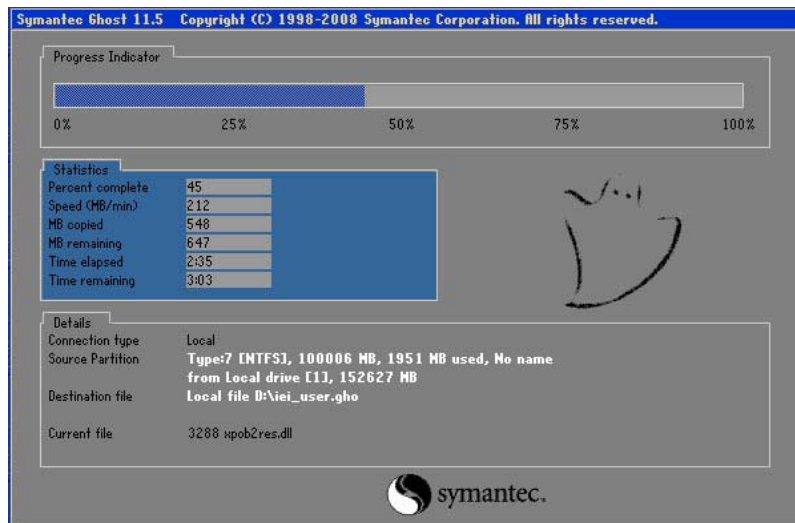 Symantec Ghost 11.5 Copyright (C) 1998-2008 Symantec Corporation. All rights reserved.
Progress Indicator
0% 25% 50% 75% 100%
Statistics
Percent complete 45
Speed (MB/min) 212
MB copied 548
MB remaining 647
Time elapsed 2:35
Time remaining 3:03
Details
Connection type Local
Source Partition Type:7 [NTFS], 100006 MB, 1951 MB used, No name
from Local drive [1], 152627 MB
Destination file Local file D:\iei_user.gho
Current file 3288 xpob2res.dll
symantec.